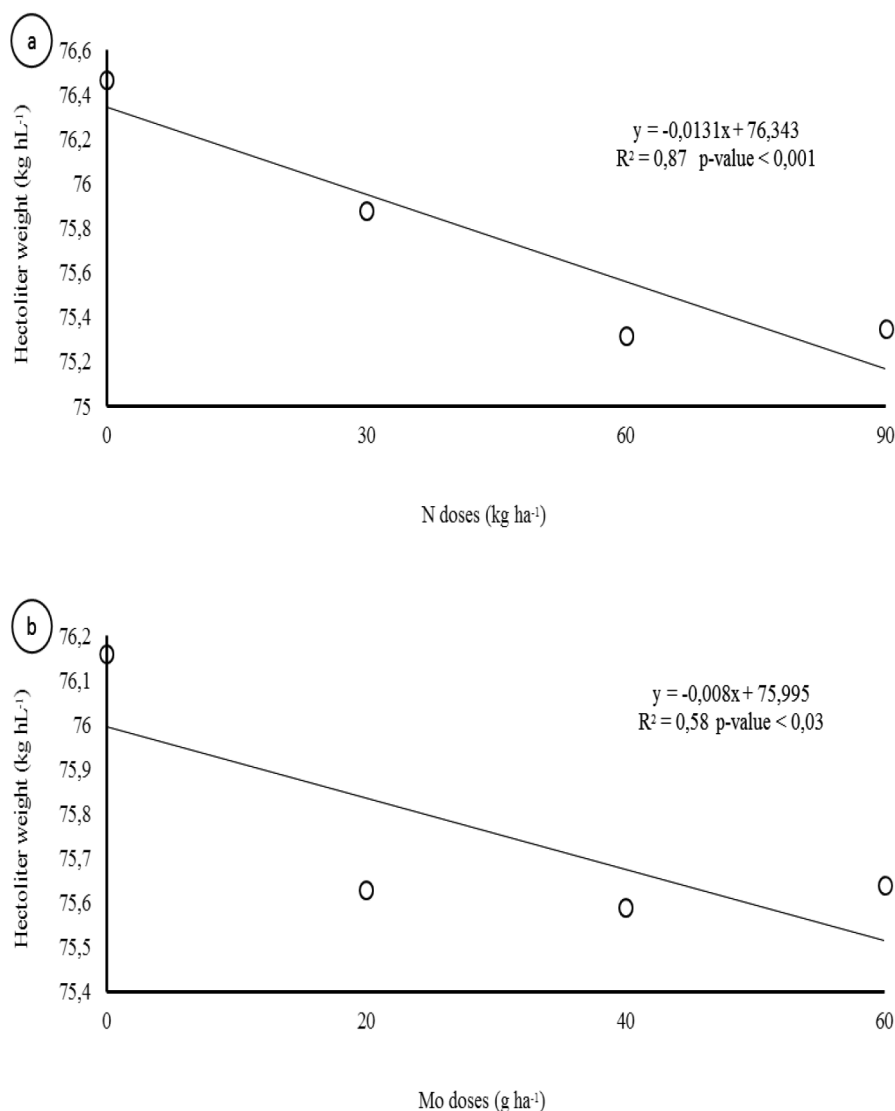 a
76,6
76,4
76,2
76
75,8
75,6
75,4
75,2
75
Hectoliter weight (kg hL⁻¹)
y = -0,0131x + 76,343
R² = 0,87 p-value < 0,001
0 30 60 90
N doses (kg ha⁻¹)
b
76,2
76,1
76
75,9
75,8
75,7
75,6
75,5
75,4
Hectoliter weight (kg hL⁻¹)
y = -0,008x + 75,995
R² = 0,58 p-value < 0,03
0 20 40 60
Mo doses (g ha⁻¹)